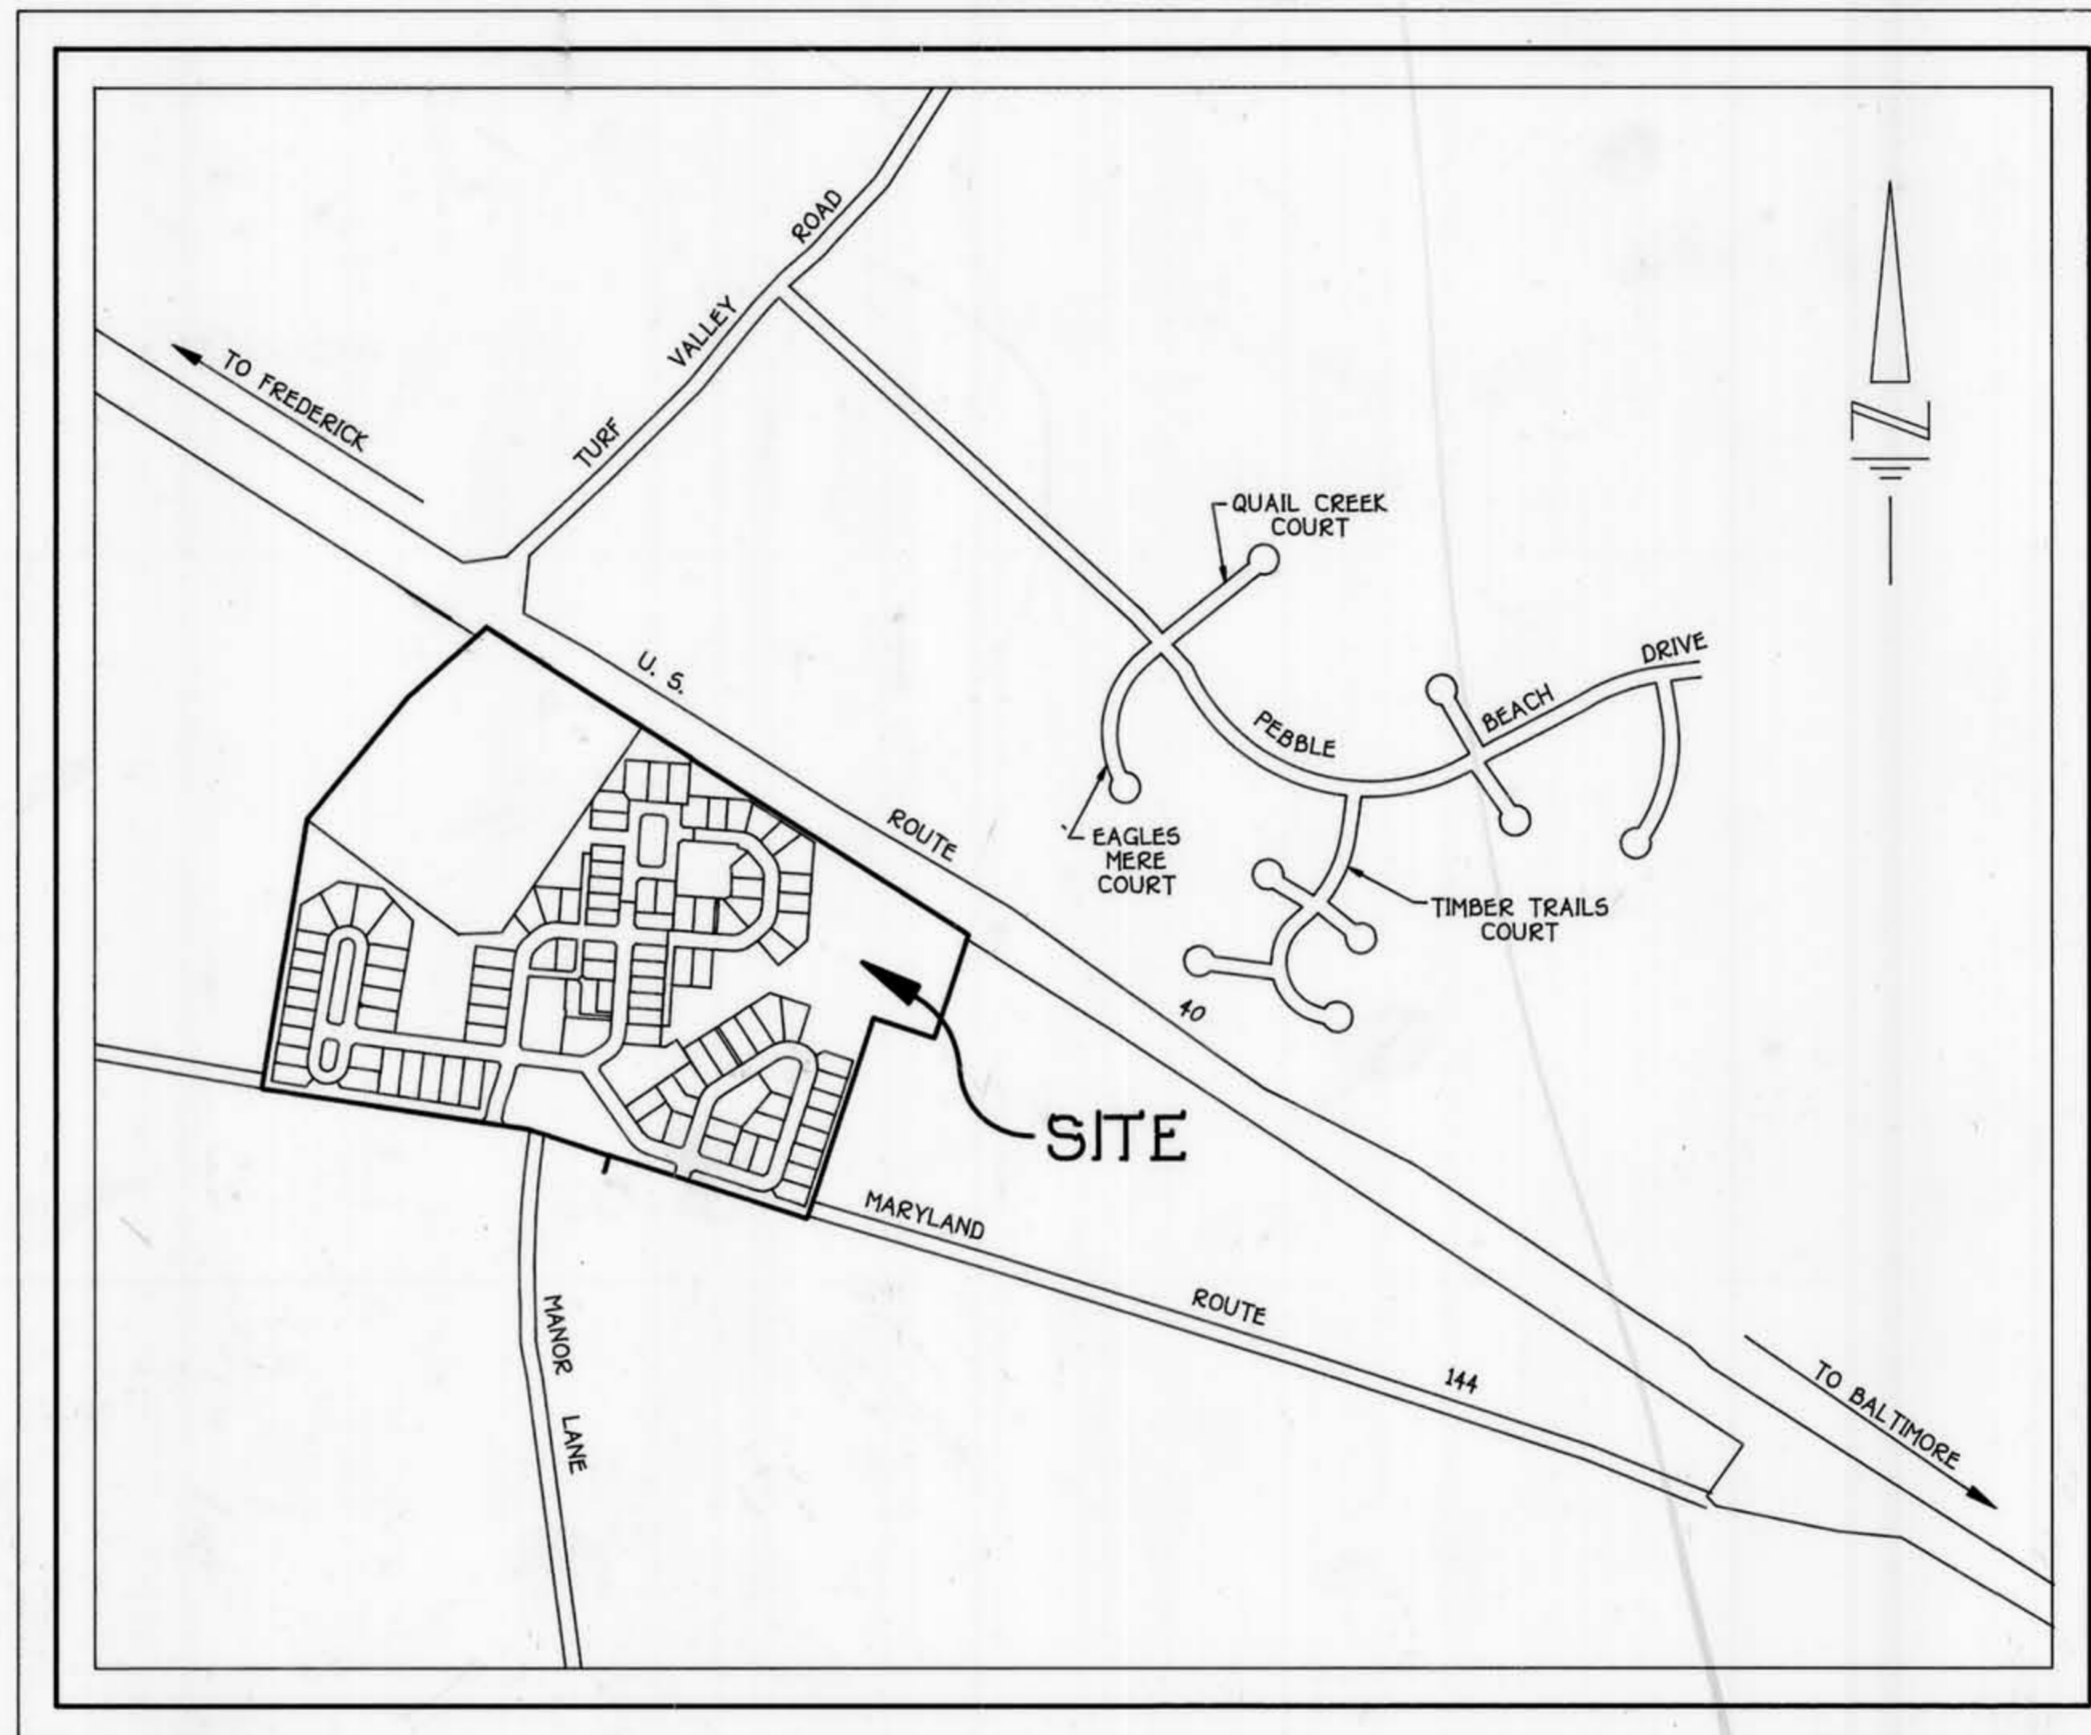 TURF VALLEY ROAD
TO FREDERICK
N
QUAIL CREEK
COURT
U. S. ROUTE 40
PEBBLE BEACH DRIVE
EAGLES
MERE
COURT
TIMBER TRAILS
COURT
SITE
MARYLAND ROUTE 144
MANOR LANE
TO BALTIMORE